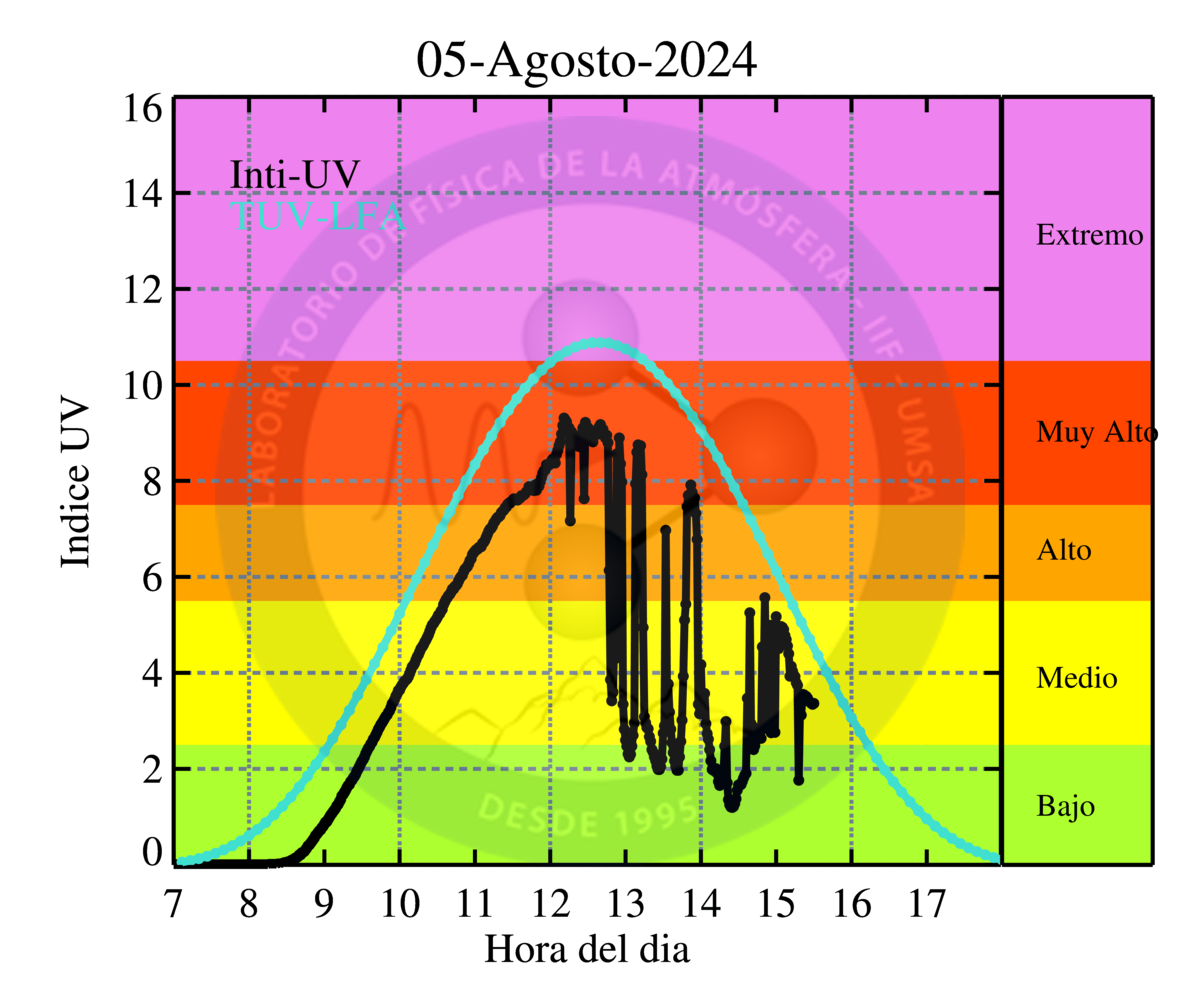 05-Agosto-2024
16
14
12
10
8
6
4
2
0
Indice UV
Inti-UV
TUV-LFA
LABORATORIO DE FÍSICA DE LA ATMÓSFERA - IIF - UMSA
DESDE 1995
Extremo
Muy Alto
Alto
Medio
Bajo
7 8 9 10 11 12 13 14 15 16 17
Hora del dia